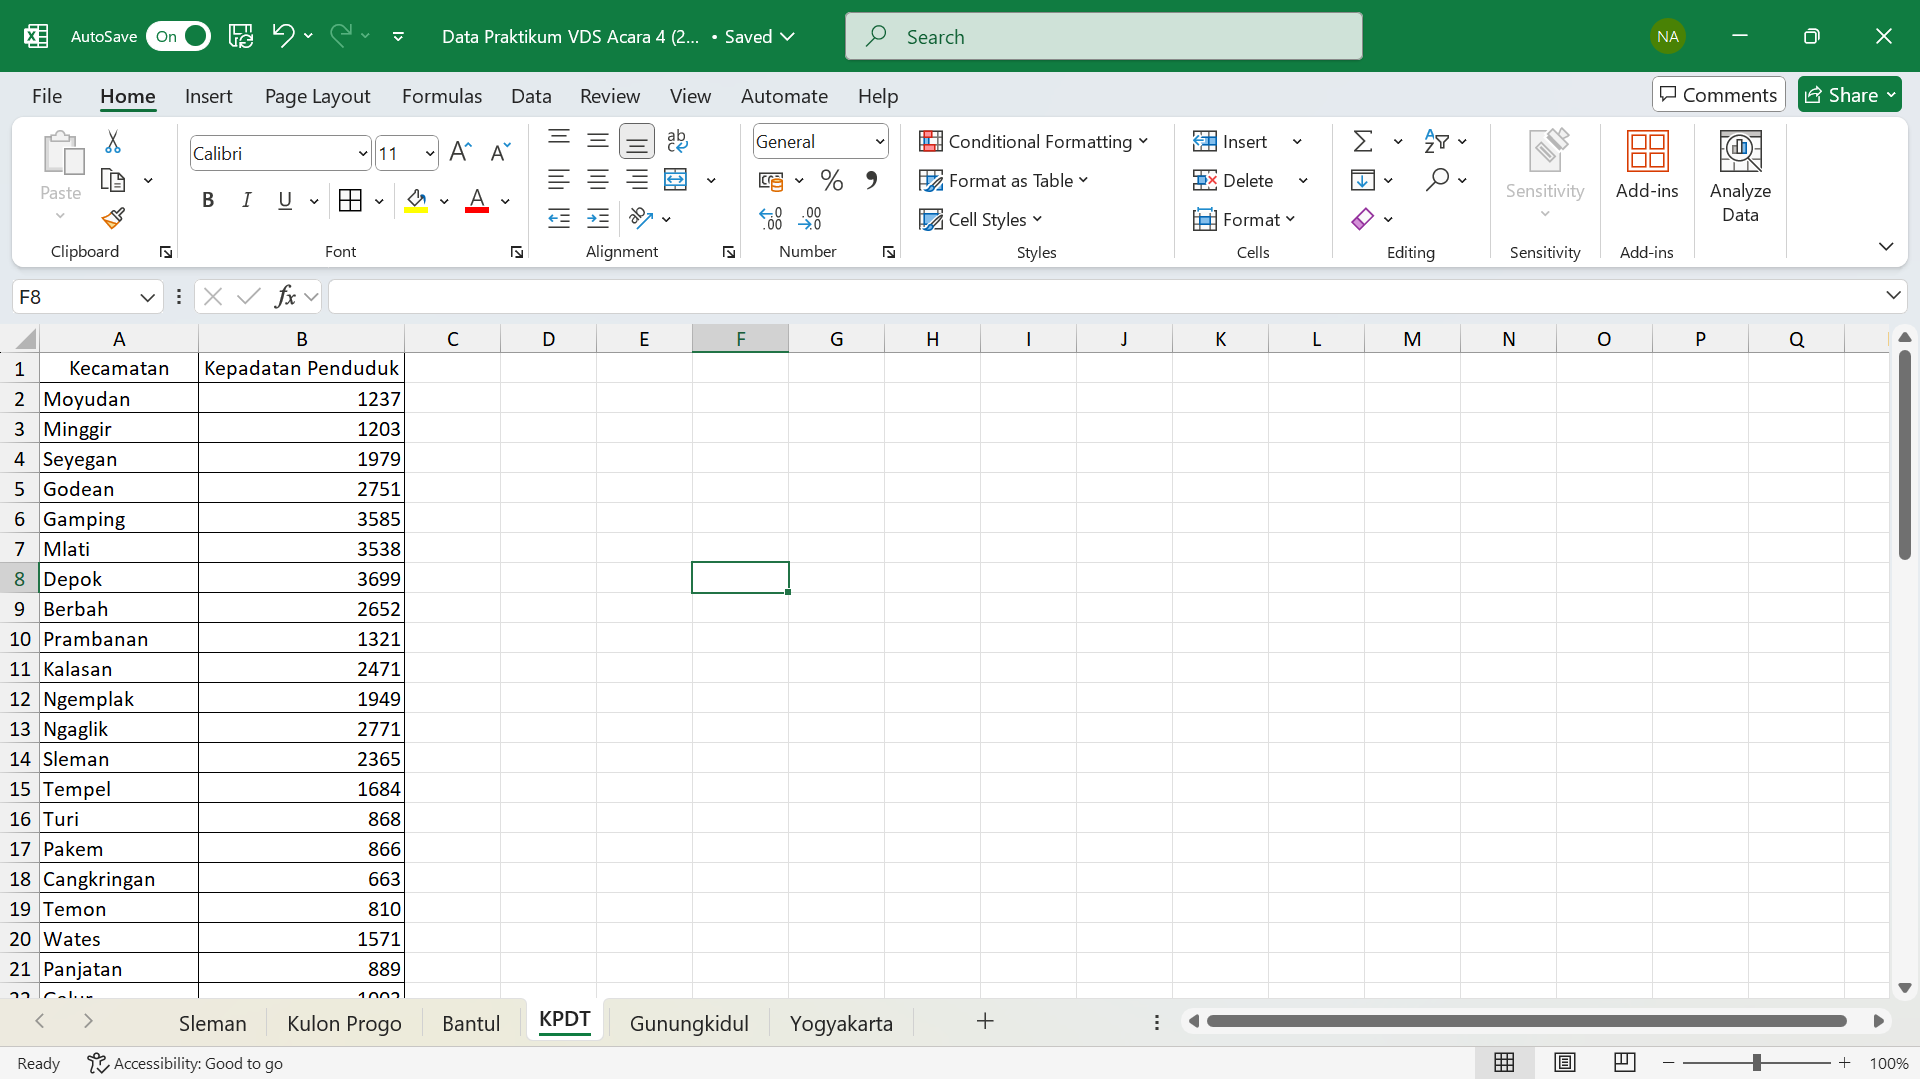 AutoSave On Data Praktikum VDS Acara 4 (2... • Saved Search NA
File Home Insert Page Layout Formulas Data Review View Automate Help Comments Share
Paste
Clipboard
Calibri 11
B I U A
Font
ab
Alignment
General
% 9
Number
Conditional Formatting
Format as Table
Cell Styles
Styles
Insert
Delete
Format
Cells
Editing
Sensitivity
Sensitivity
Add-ins
Add-ins
Analyze
Data
F8 fx
A B C D E F G H I J K L M N O P Q
1 Kecamatan Kepadatan Penduduk
2 Moyudan 1237
3 Minggir 1203
4 Seyegan 1979
5 Godean 2751
6 Gamping 3585
7 Mlati 3538
8 Depok 3699
9 Berbah 2652
10 Prambanan 1321
11 Kalasan 2471
12 Ngemplak 1949
13 Ngaglik 2771
14 Sleman 2365
15 Tempel 1684
16 Turi 868
17 Pakem 866
18 Cangkringan 663
19 Temon 810
20 Wates 1571
21 Panjatan 889
Sleman Kulon Progo Bantul KPDT Gunungkidul Yogyakarta
Ready Accessibility: Good to go 100%